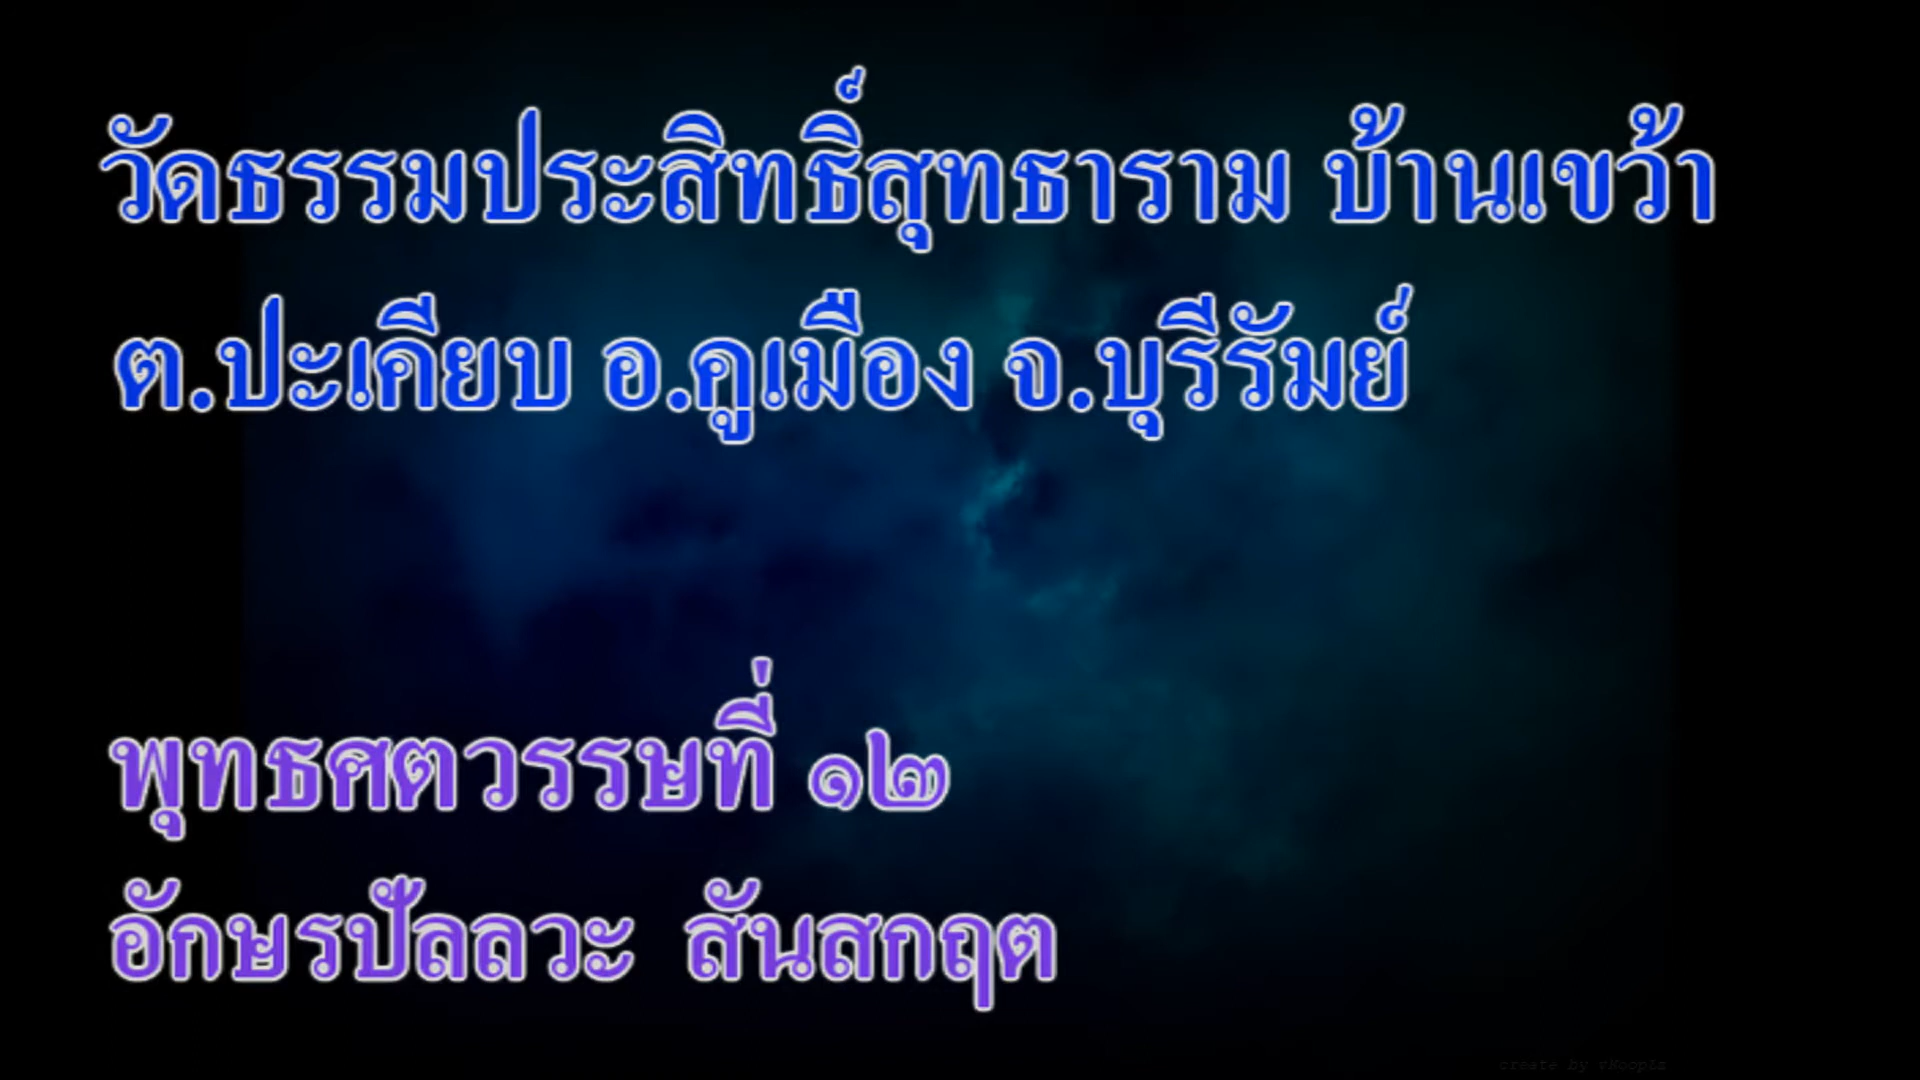 วัดธรรมประสิทธิ์สุทธาราม บ้านเขว้า
ต.ปะเคียบ อ.คูเมือง จ.บุรีรัมย์
พุทธศตวรรษที่ ๑๒
อักษรปัลลวะ สันสกฤต
create by